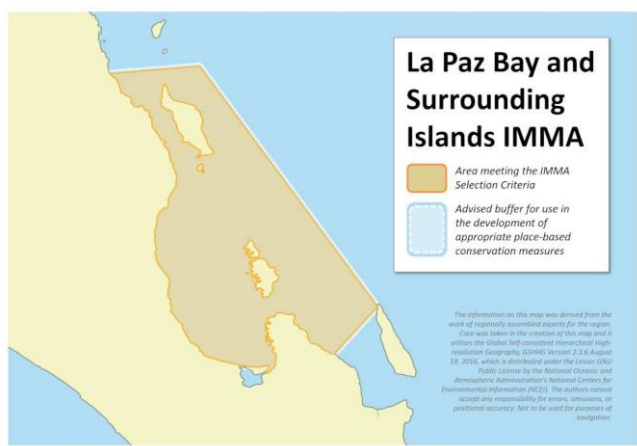 La Paz Bay and
Surrounding
Islands IMMA
Area meeting the IMMA
Selection Criteria
Advised buffer for use in
the development of
appropriate place-based
conservation measures
The information on this map was derived from the
work of regionally assembled experts for the region.
Care was taken in the creation of this map and it
utilises the Global Self-consistent Hierarchical High-
resolution Geography, GSHHG Version 2.3.6 August
19, 2016, which is distributed under the Lesser GNU
Public License by the National Oceanic and
Atmospheric Administration's National Centers for
Environmental Information (NCEI). The authors cannot
accept any responsibility for errors, omissions, or
positional accuracy. Not to be used for purposes of
navigation.